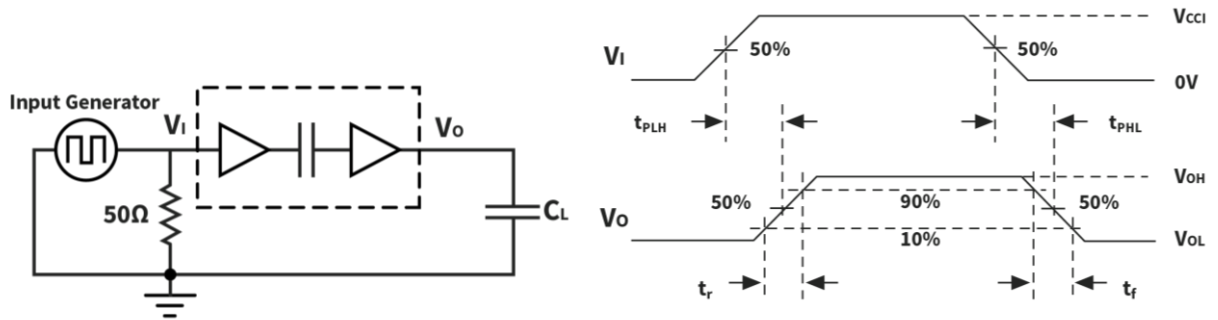 Input Generator
VI
VO
50Ω
CL
VI
50%
50%
VCCI
0V
tPLH
tPHL
VO
50%
90%
50%
VOH
10%
VOL
tr
tf